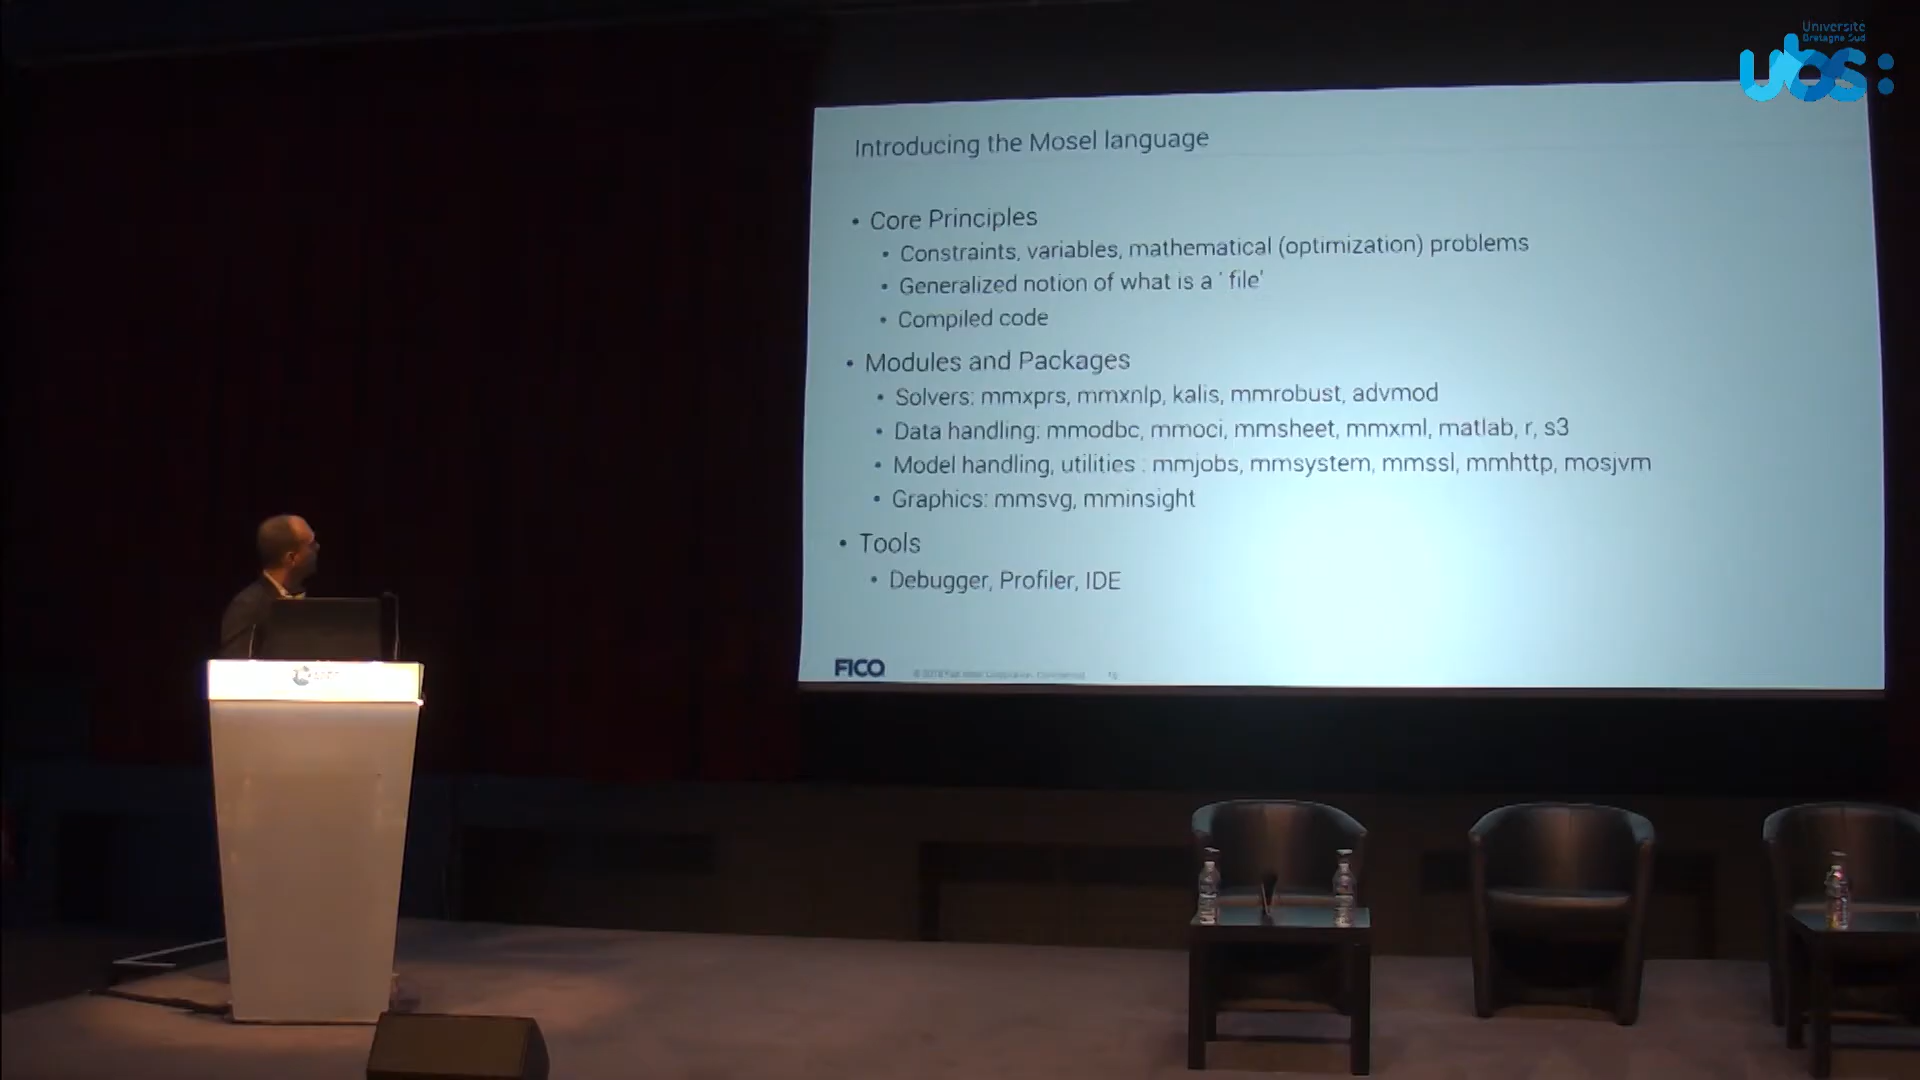 Université
Bretagne Sud
ubs:
Introducing the Mosel language
• Core Principles
• Constraints, variables, mathematical (optimization) problems
• Generalized notion of what is a ' file'
• Compiled code
• Modules and Packages
• Solvers: mmxprs, mmxnlp, kalis, mmrobust, advmod
• Data handling: mmodbc, mmoci, mmsheet, mmxml, matlab, r, s3
• Model handling, utilities : mmjobs, mmsystem, mmssl, mmhttp, mosjvm
• Graphics: mmsvg, mminsight
• Tools
• Debugger, Profiler, IDE
FICO